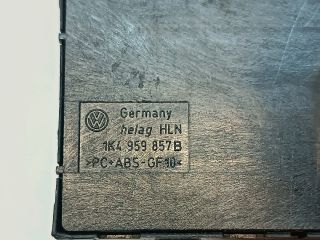 Germany
helag HLN
1K4 959 857B
>PC+ABS-GF10<